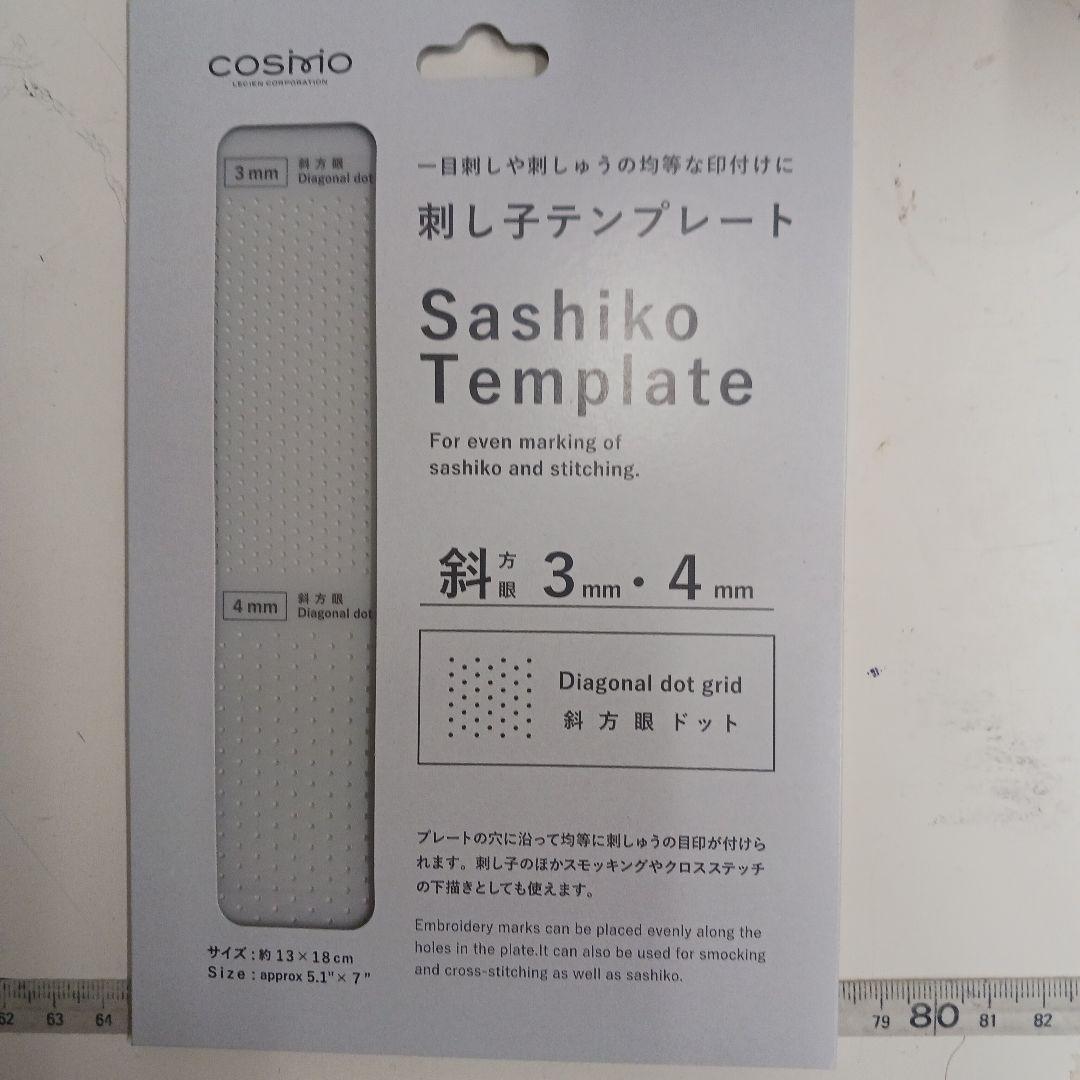 COSMO
LECIEN CORPORATION
3mm
斜方眼
Diagonal dot
一目刺しや刺しゅうの均等な印付けに
刺し子テンプレート
Sashiko
Template
For even marking of
sashiko and stitching.
斜方眼 3mm・4mm
4mm
斜方眼
Diagonal dot
Diagonal dot grid
斜方眼ドット
プレートの穴に沿って均等に刺しゅうの目印が付けら
れます。刺し子のほかスモッキングやクロスステッチ
の下描きとしても使えます。
Embroidery marks can be placed evenly along the
holes in the plate.It can also be used for smocking
and cross-stitching as well as sashiko.
サイズ:約13×18cm
Size:approx 5.1"×7"
62 63 64
79 80 81 82